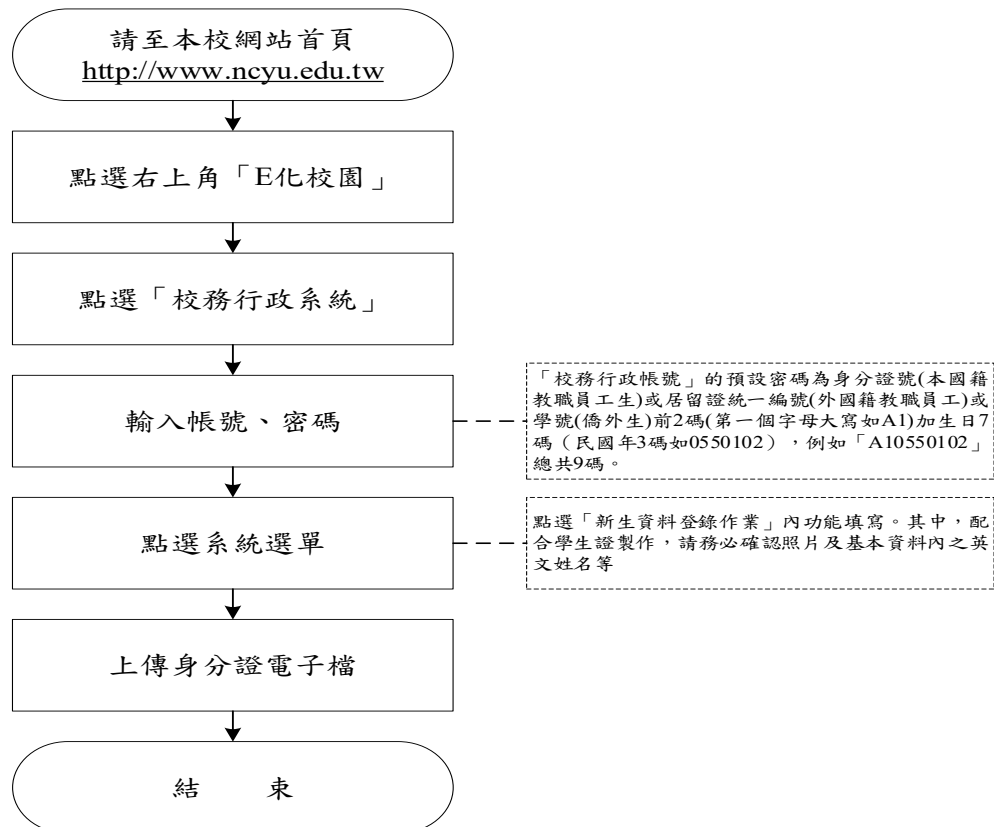 請至本校網站首頁
http://www.ncyu.edu.tw
點選右上角「E化校園」
點選「校務行政系統」
輸入帳號、密碼
「校務行政帳號」的預設密碼為身分證號(本國籍
教職員工生)或居留證統一編號(外國籍教職員工)或
學號(僑外生)前2碼(第一個字母大寫如A1)加生日7
碼（民國年3碼如0550102），例如「A10550102」
總共9碼。
點選系統選單
點選「新生資料登錄作業」內功能填寫。其中，配
合學生證製作，請務必確認照片及基本資料內之英
文姓名等
上傳身分證電子檔
結　　束